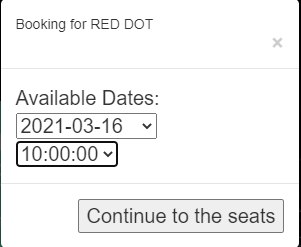 Booking for RED DOT
×
Available Dates:
2021-03-16
10:00:00
Continue to the seats